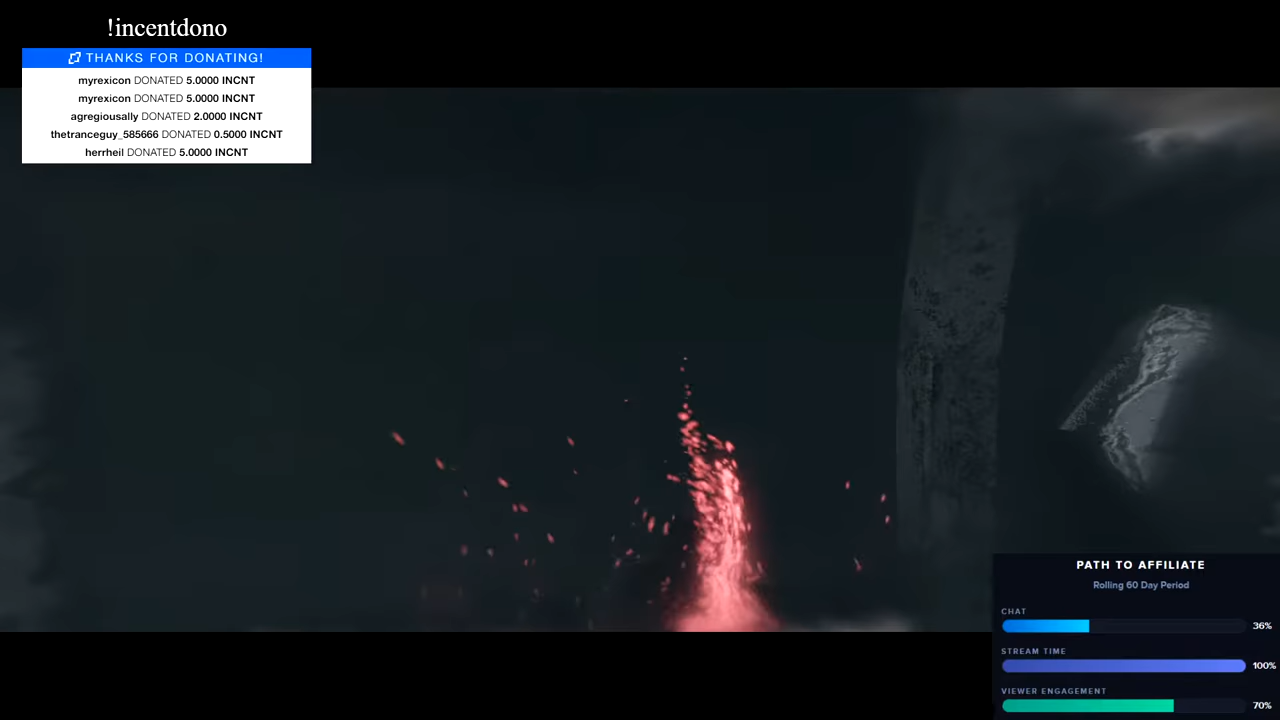 !incentdono
THANKS FOR DONATING!
myrexicon DONATED 5.0000 INCNT
myrexicon DONATED 5.0000 INCNT
agregiousally DONATED 2.0000 INCNT
thetranceguy_585666 DONATED 0.5000 INCNT
herrheil DONATED 5.0000 INCNT
PATH TO AFFILIATE
Rolling 60 Day Period
CHAT
36%
STREAM TIME
100%
VIEWER ENGAGEMENT
70%